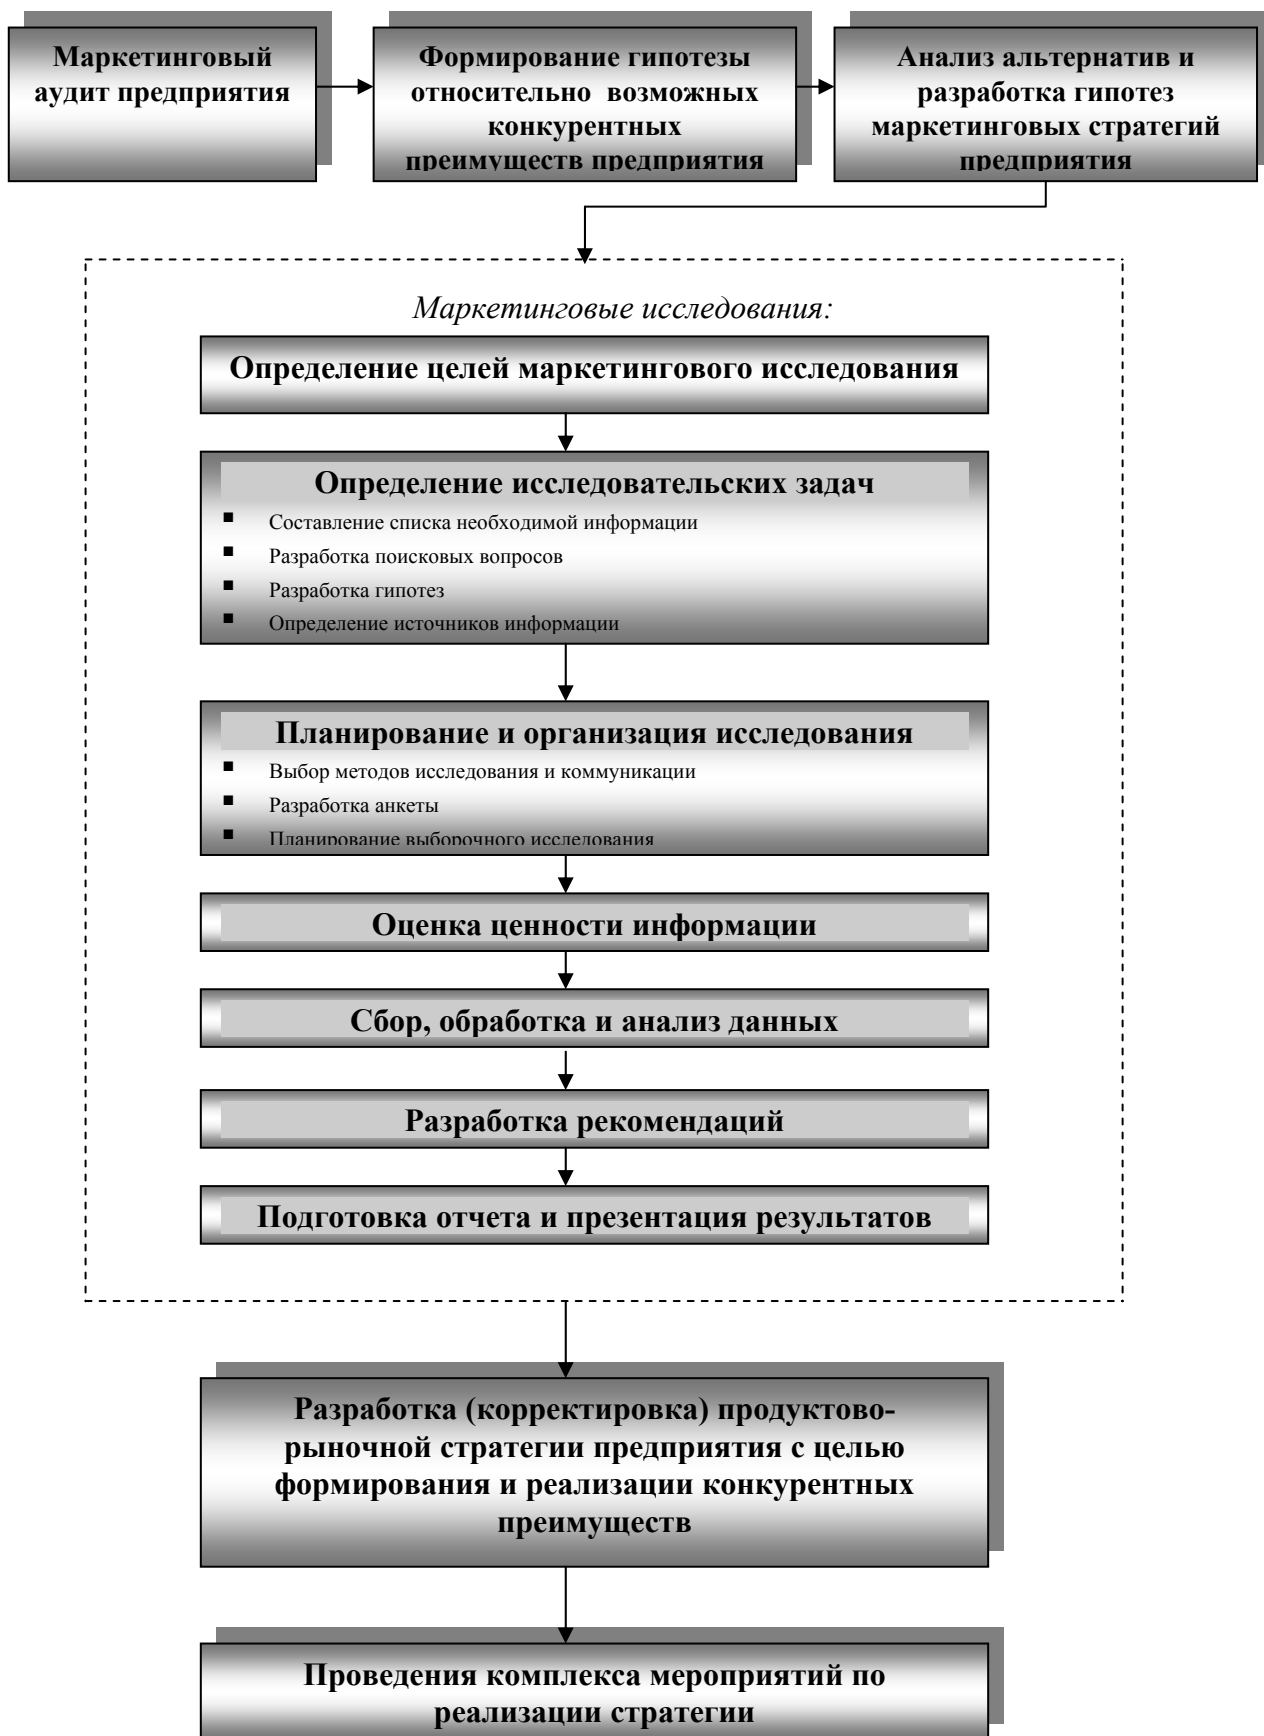 Маркетинговый
аудит предприятия
Формирование гипотезы
относительно возможных
конкурентных
преимуществ предприятия
Анализ альтернатив и
разработка гипотез
маркетинговых стратегий
предприятия
Маркетинговые исследования:
Определение целей маркетингового исследования
Определение исследовательских задач
▪ Составление списка необходимой информации
▪ Разработка поисковых вопросов
▪ Разработка гипотез
▪ Определение источников информации
Планирование и организация исследования
▪ Выбор методов исследования и коммуникации
▪ Разработка анкеты
▪ Планирование выборочного исследования
Оценка ценности информации
Сбор, обработка и анализ данных
Разработка рекомендаций
Подготовка отчета и презентация результатов
Разработка (корректировка) продуктово-
рыночной стратегии предприятия с целью
формирования и реализации конкурентных
преимуществ
Проведения комплекса мероприятий по
реализации стратегии